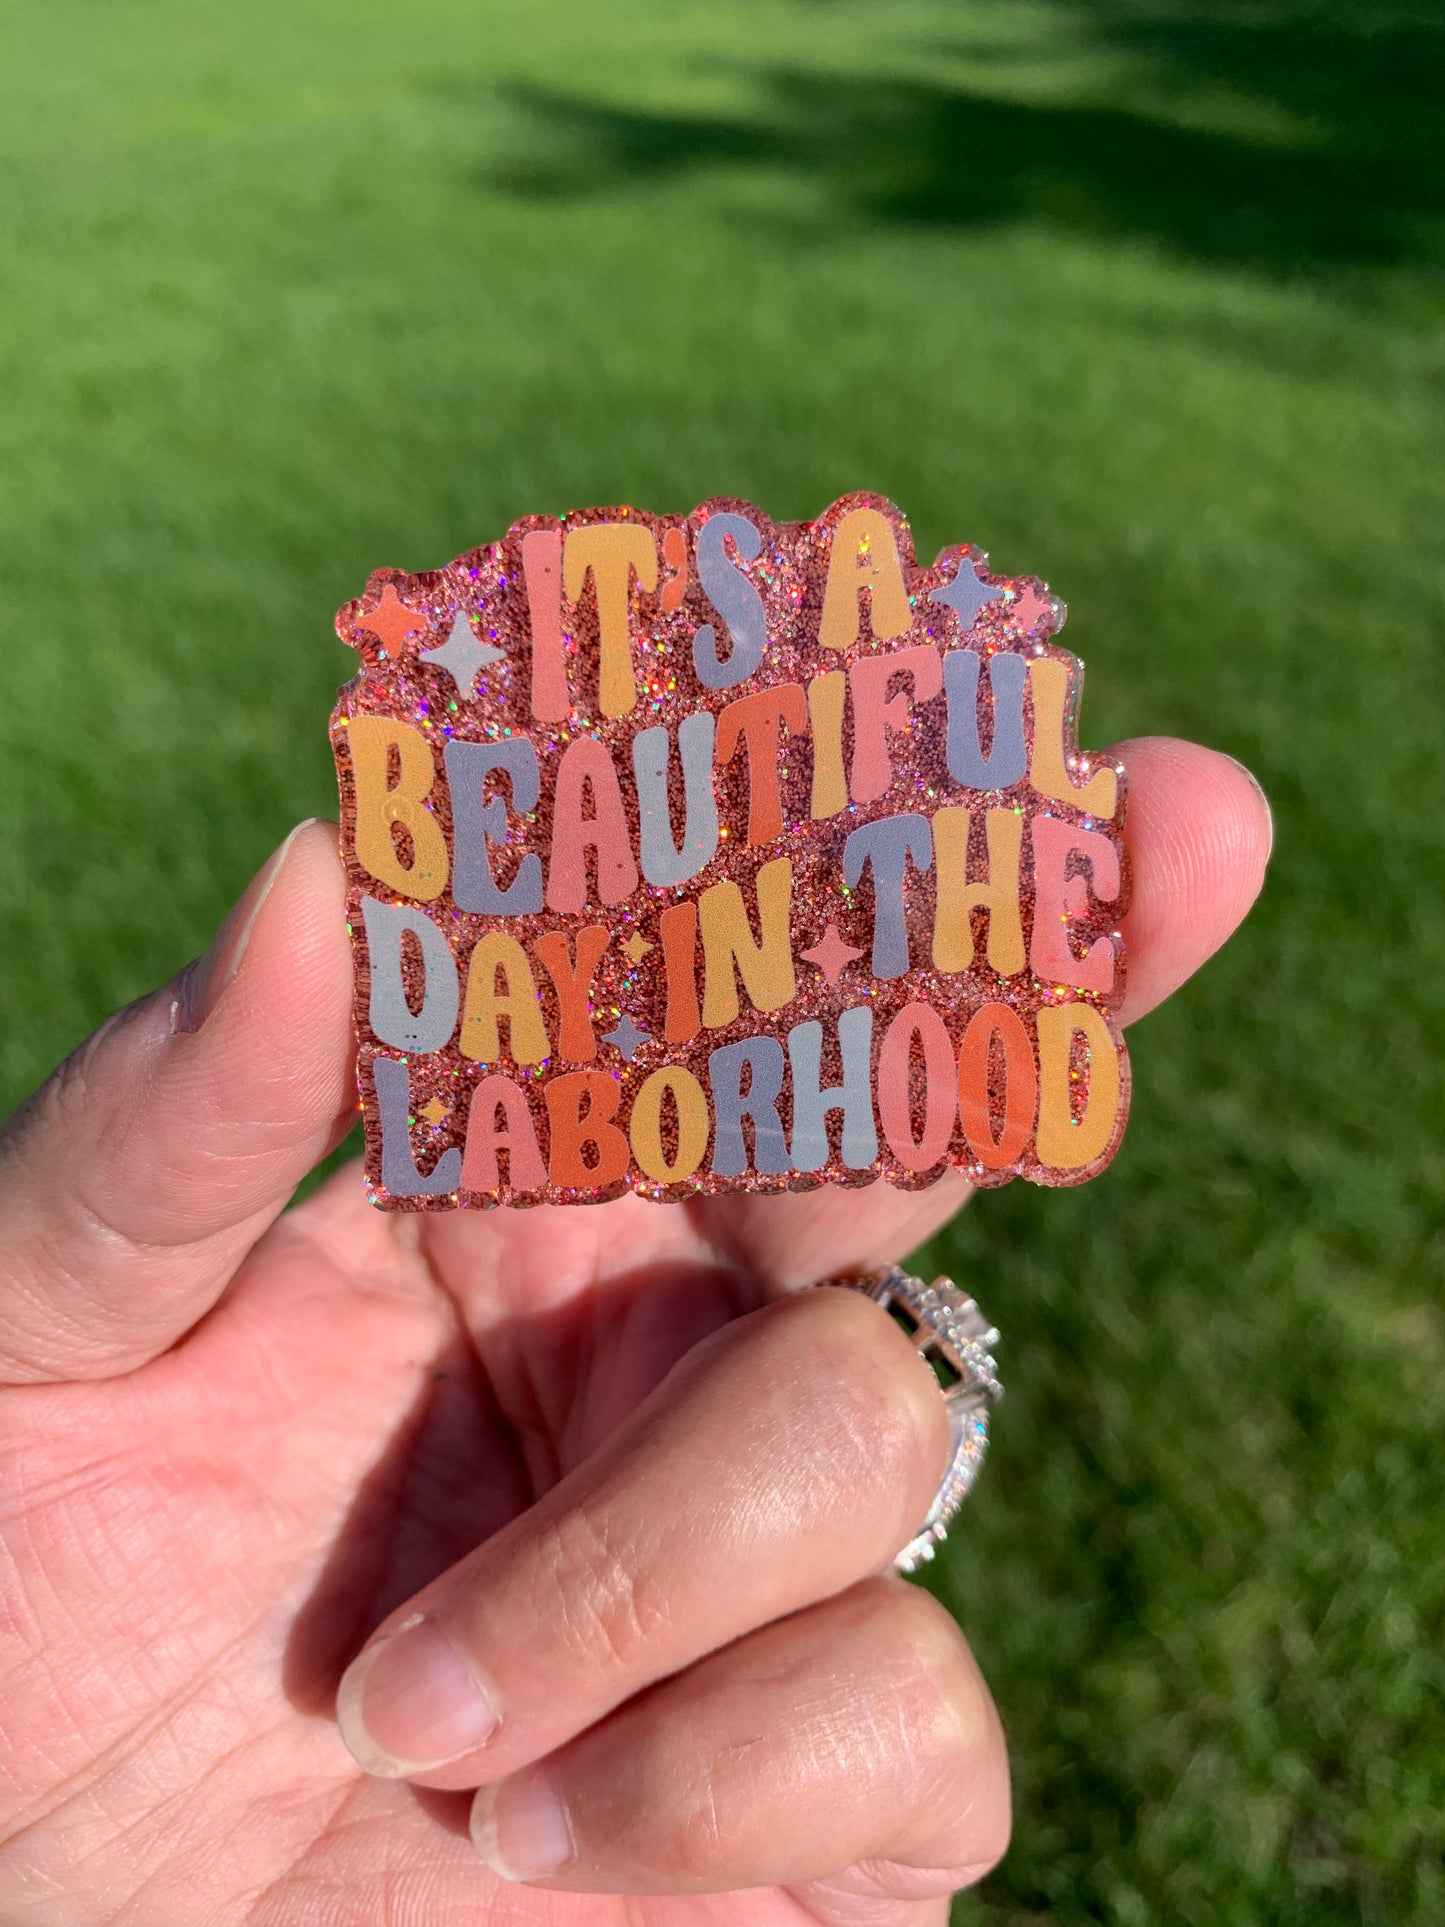 IT'S A
BEAUTIFUL
DAY IN THE
LABORHOOD